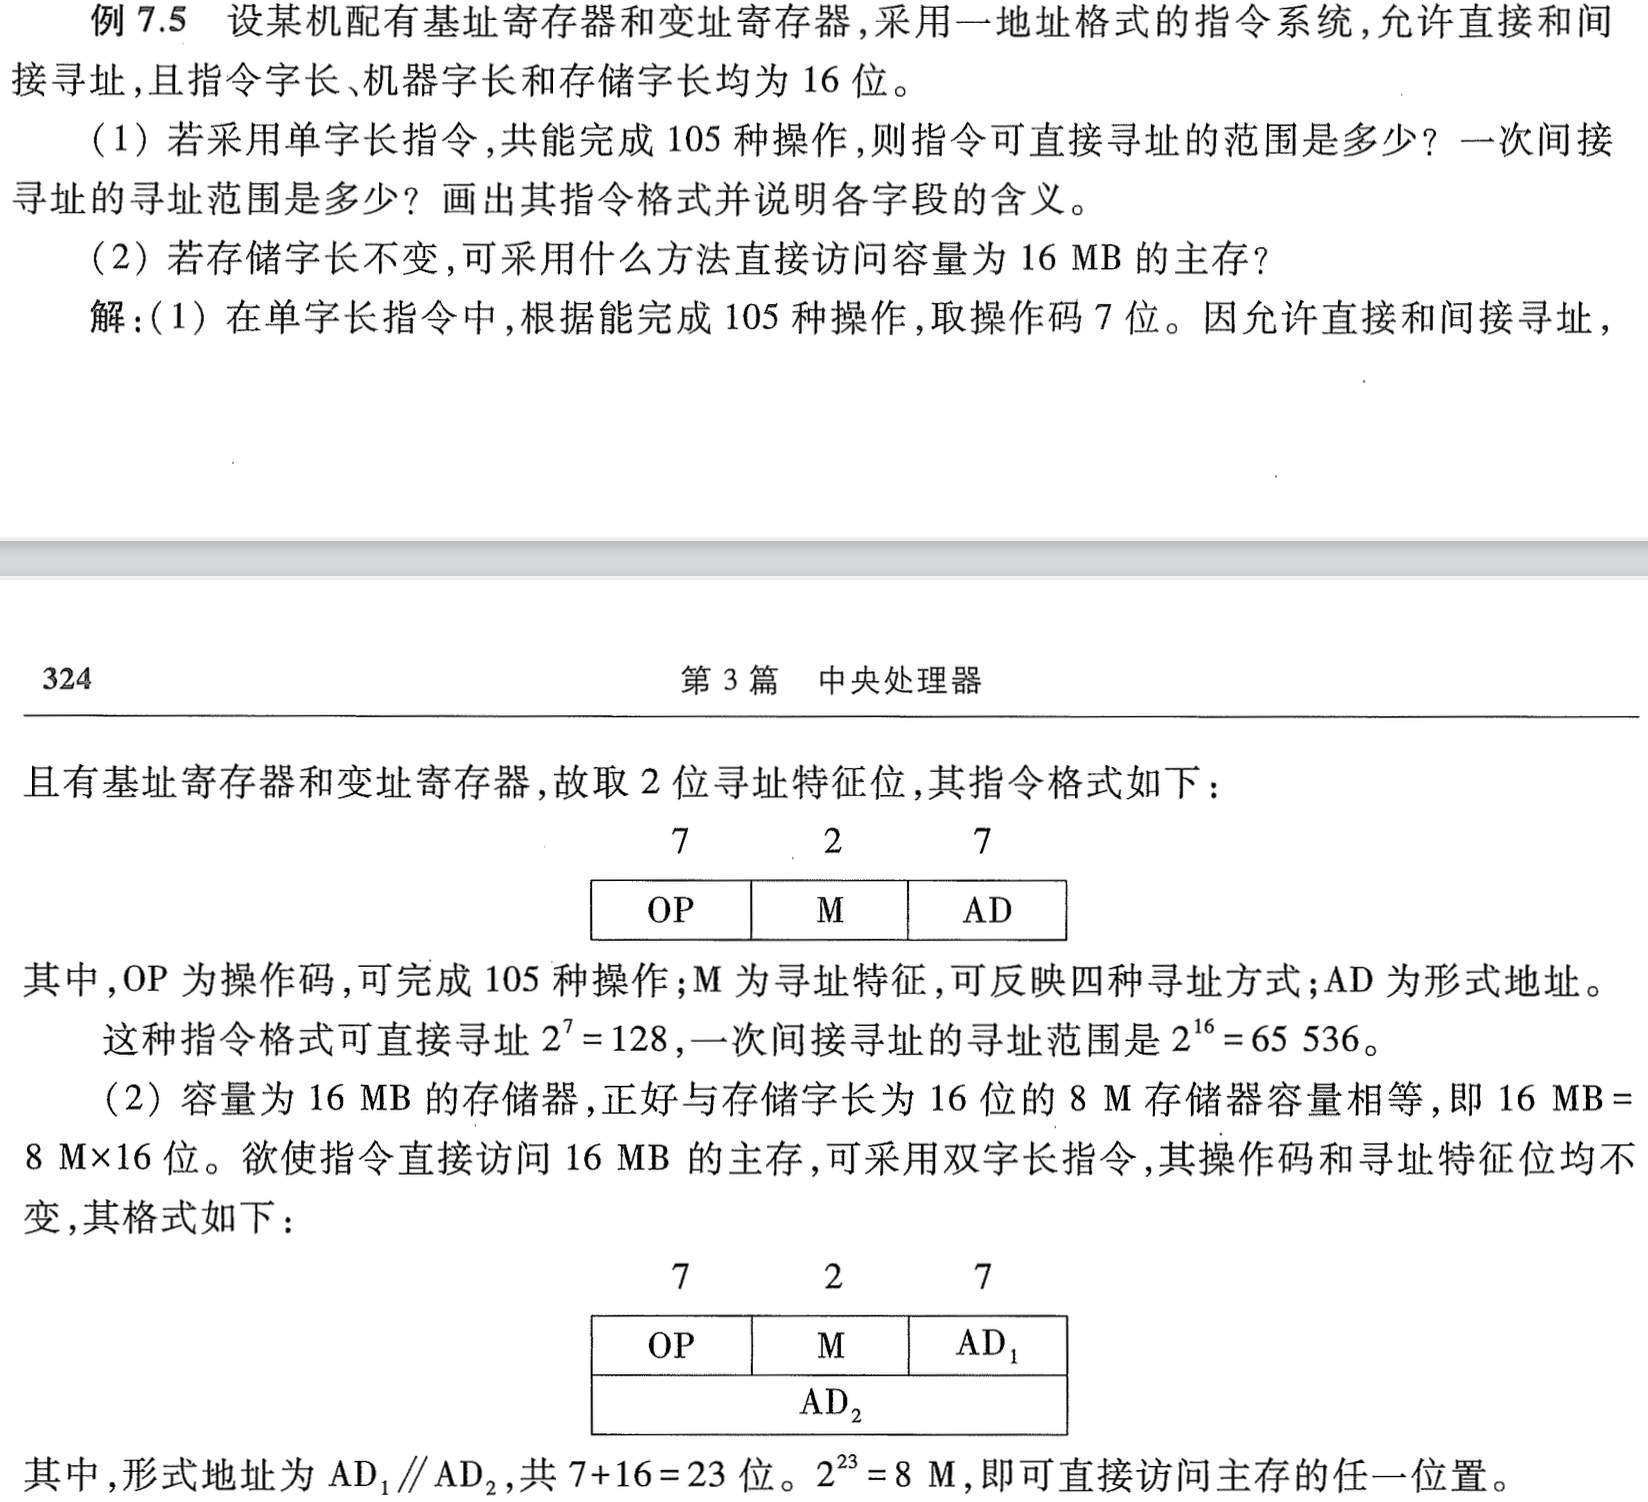 例 7.5 设某机配有基址寄存器和变址寄存器,采用一地址格式的指令系统,允许直接和间
接寻址,且指令字长、机器字长和存储字长均为 16 位。
(1) 若采用单字长指令,共能完成 105 种操作,则指令可直接寻址的范围是多少? 一次间接
寻址的寻址范围是多少? 画出其指令格式并说明各字段的含义。
(2) 若存储字长不变,可采用什么方法直接访问容量为 16 MB 的主存?
解:(1) 在单字长指令中,根据能完成 105 种操作,取操作码 7 位。因允许直接和间接寻址,
324 第 3 篇 中央处理器
且有基址寄存器和变址寄存器,故取 2 位寻址特征位,其指令格式如下:
7 2 7
OP M AD
其中,OP 为操作码,可完成 105 种操作;M 为寻址特征,可反映四种寻址方式;AD 为形式地址。
这种指令格式可直接寻址 2⁷ = 128,一次间接寻址的寻址范围是 2¹⁶ = 65 536。
(2) 容量为 16 MB 的存储器,正好与存储字长为 16 位的 8 M 存储器容量相等,即 16 MB=
8 M×16 位。欲使指令直接访问 16 MB 的主存,可采用双字长指令,其操作码和寻址特征位均不
变,其格式如下:
7 2 7
OP M AD₁
AD₂
其中,形式地址为 AD₁∥AD₂,共 7+16=23 位。2²³ =8 M,即可直接访问主存的任一位置。